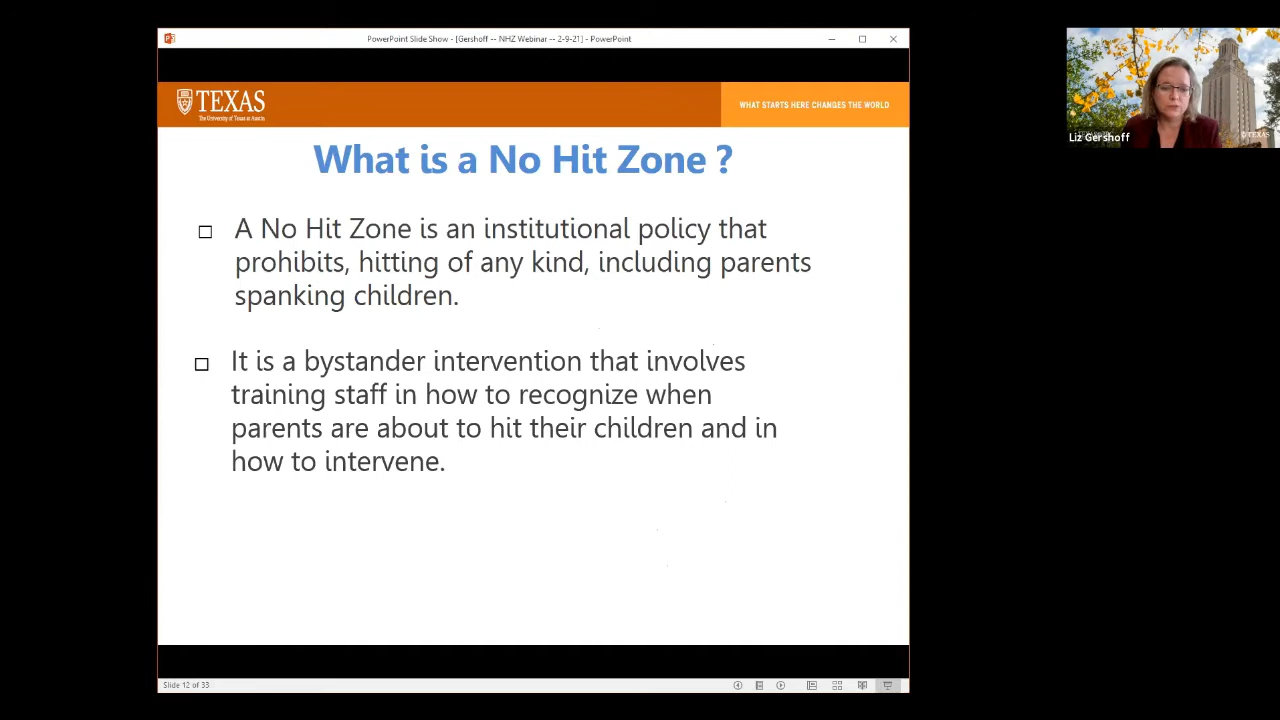 PowerPoint Slide Show - [Gershoff -- NHZ Webinar -- 2-9-21] - PowerPoint
TEXAS
The University of Texas at Austin
WHAT STARTS HERE CHANGES THE WORLD
What is a No Hit Zone ?
A No Hit Zone is an institutional policy that
prohibits, hitting of any kind, including parents
spanking children.
It is a bystander intervention that involves
training staff in how to recognize when
parents are about to hit their children and in
how to intervene.
Slide 12 of 33
Liz Gershoff
TEXAS